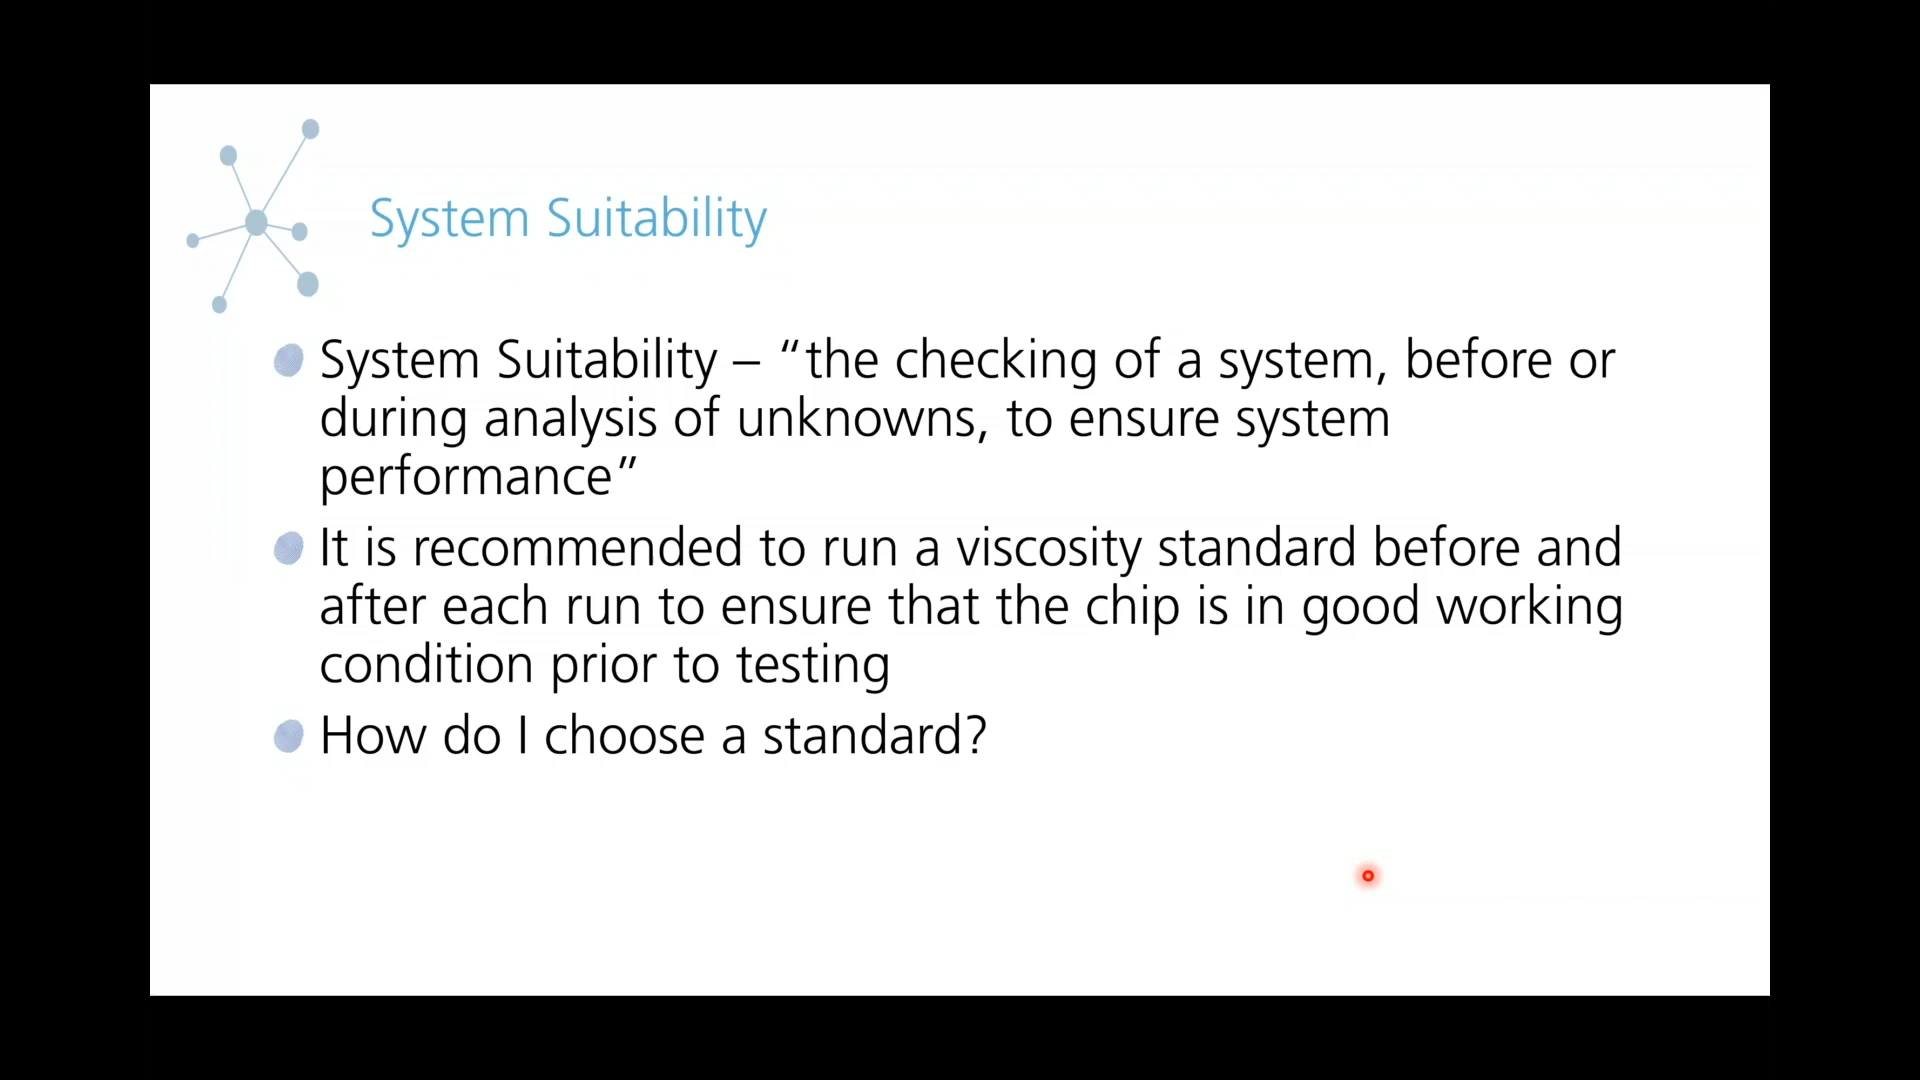 System Suitability
System Suitability – “the checking of a system, before or
during analysis of unknowns, to ensure system
performance”
It is recommended to run a viscosity standard before and
after each run to ensure that the chip is in good working
condition prior to testing
How do I choose a standard?